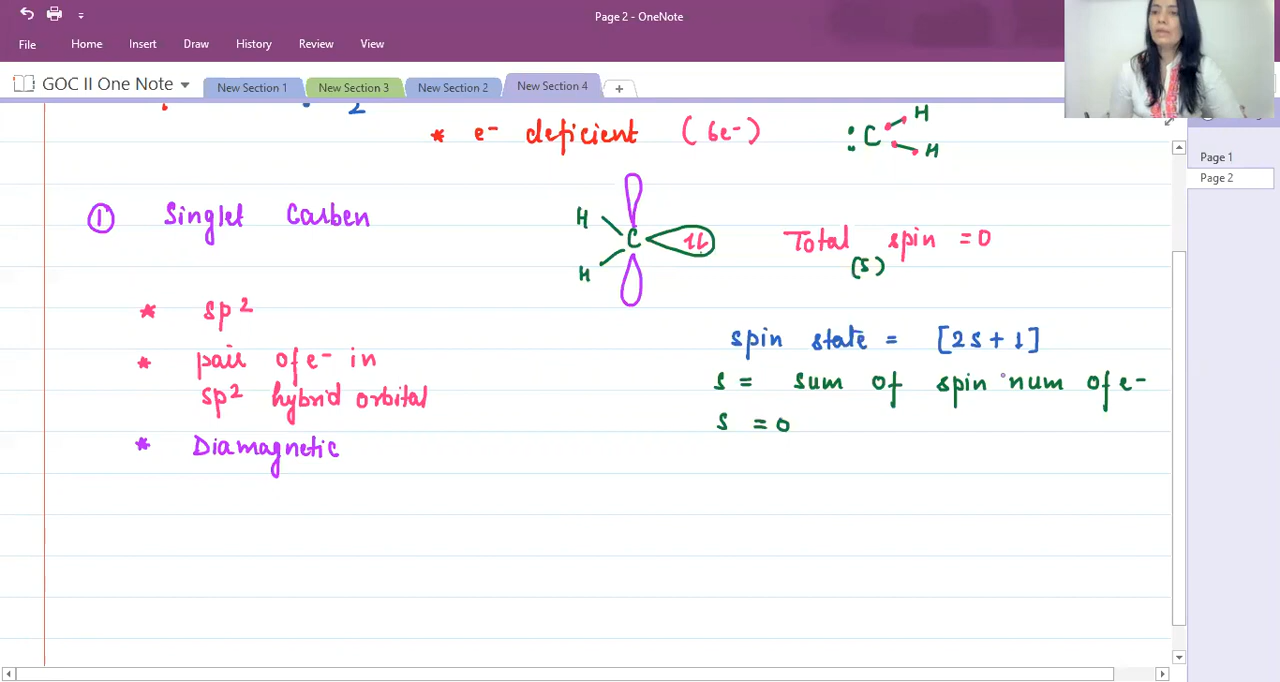 Page 2 - OneNote
File Home Insert Draw History Review View
GOC II One Note New Section 1 New Section 3 New Section 2 New Section 4 +
Page 1
Page 2
* e- deficient (6e-)
: C H
H
① Singlet Carben
H
C 1L
H
Total spin = 0
(s)
* sp2
* pair of e- in
sp2 hybrid orbital
* Diamagnetic
spin state = [2s+1]
s = sum of spin num of e-
s = 0